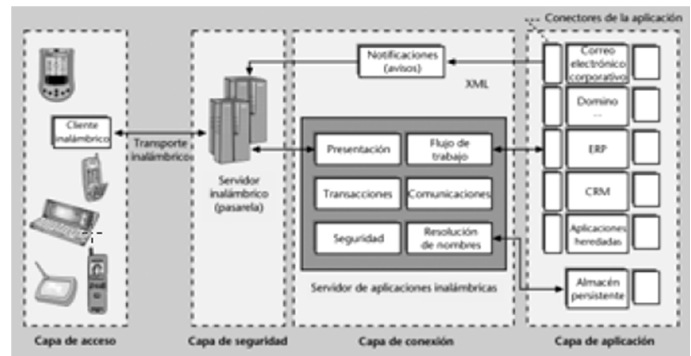 Conectores de la aplicación
Cliente
inalámbrico
Transporte
inalámbrico
Servidor
inalámbrico
(pasarela)
Notificaciones
(avisos)
XML
Presentación
Flujo de
trabajo
Transacciones
Comunicaciones
Seguridad
Resolución
de nombres
Servidor de aplicaciones inalámbricas
Correo
electrónico
corporativo
Domino
...
ERP
CRM
Aplicaciones
heredadas
Almacén
persistente
Capa de acceso
Capa de seguridad
Capa de conexión
Capa de aplicación